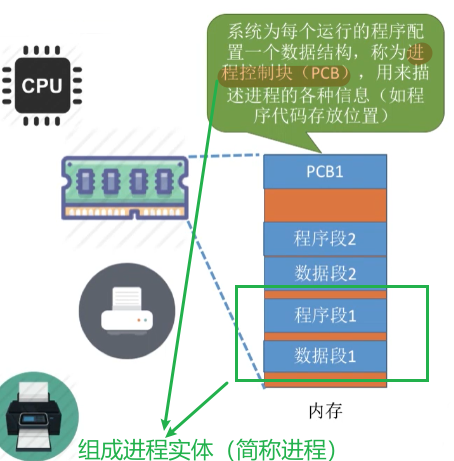 系统为每个运行的程序配
置一个数据结构，称为进
程控制块（PCB），用来描
述进程的各种信息（如程
序代码存放位置）
CPU
PCB1
程序段2
数据段2
程序段1
数据段1
内存
组成进程实体（简称进程）